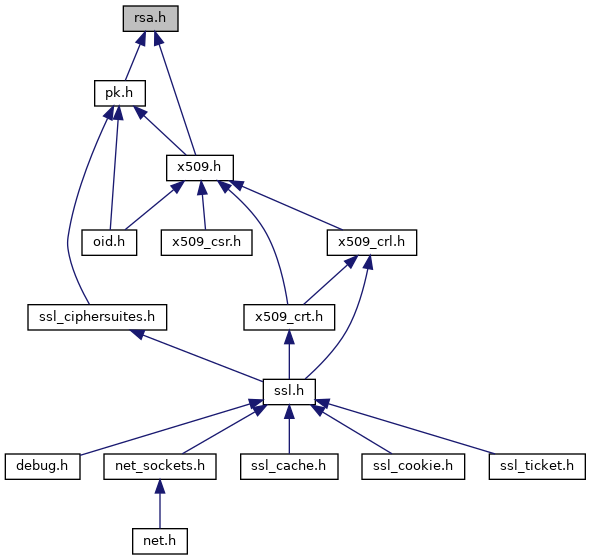 rsa.h
pk.h
x509.h
oid.h
x509_csr.h
x509_crl.h
ssl_ciphersuites.h
x509_crt.h
ssl.h
debug.h
net_sockets.h
ssl_cache.h
ssl_cookie.h
ssl_ticket.h
net.h